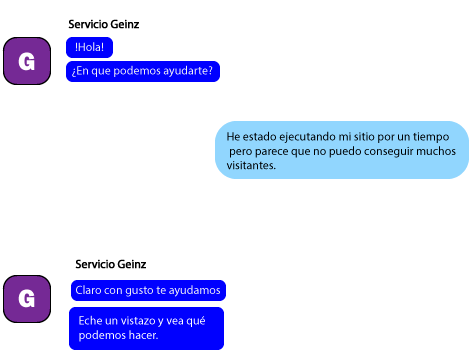 Servicio Geinz
!Hola!
G
¿En que podemos ayudarte?
He estado ejecutando mi sitio por un tiempo
pero parece que no puedo conseguir muchos
visitantes.
Servicio Geinz
G
Claro con gusto te ayudamos
Eche un vistazo y vea qué
podemos hacer.